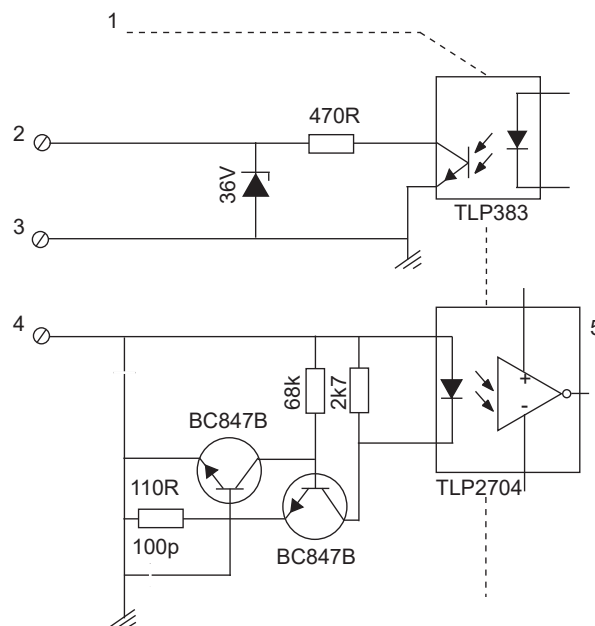 1
2
470R
36V
3
TLP383
4
5
+
-
68k
2k7
BC847B
TLP2704
110R
100p
BC847B